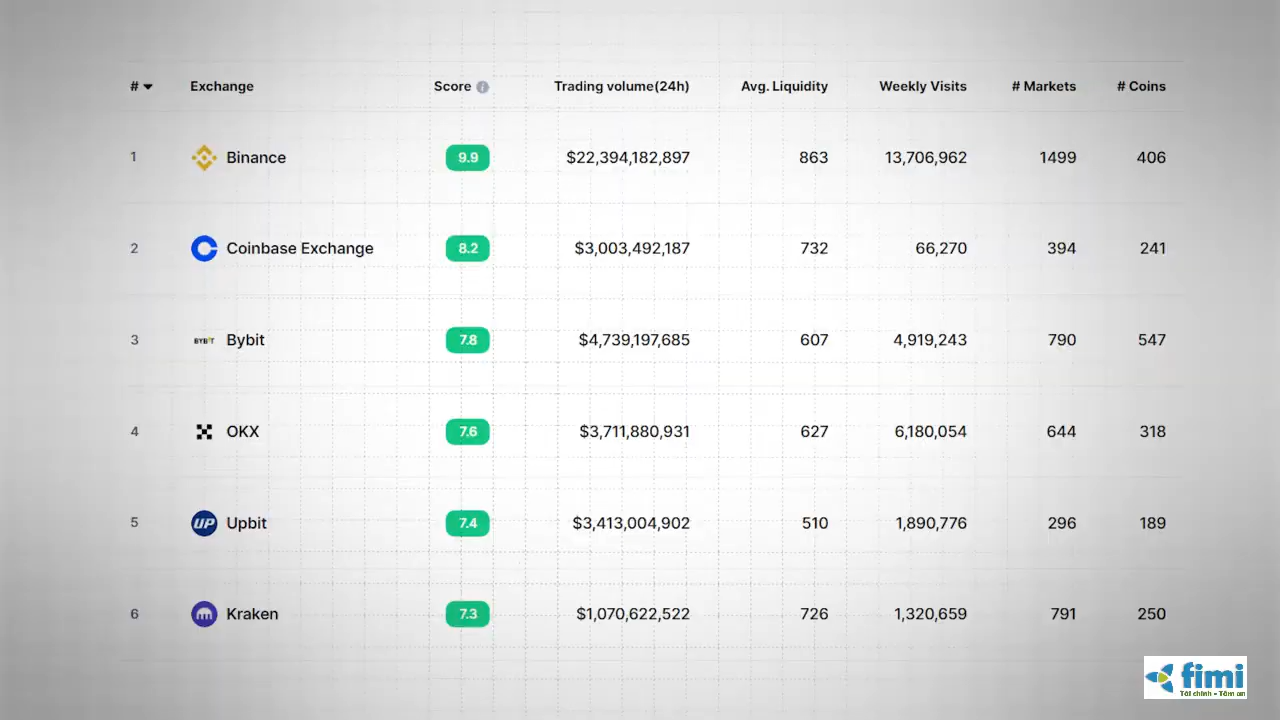 # Exchange Score Trading volume(24h) Avg. Liquidity Weekly Visits # Markets # Coins
1 Binance 9.9 $22,394,182,897 863 13,706,962 1499 406
2 Coinbase Exchange 8.2 $3,003,492,187 732 66,270 394 241
3 BYBIT Bybit 7.8 $4,739,197,685 607 4,919,243 790 547
4 OKX 7.6 $3,711,880,931 627 6,180,054 644 318
5 UP Upbit 7.4 $3,413,004,902 510 1,890,776 296 189
6 Kraken 7.3 $1,070,622,522 726 1,320,659 791 250
fimi
Tài chính - Tâm an